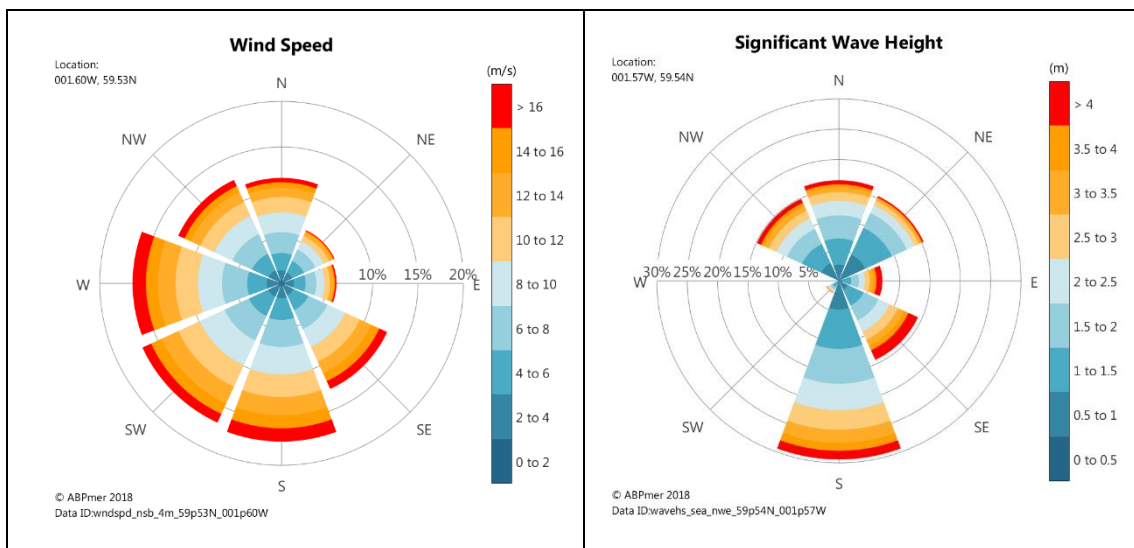 Wind Speed
Location:
001.60W, 59.53N
(m/s)
N
NE
E
SE
S
SW
W
NW
10%
15%
20%
> 16
14 to 16
12 to 14
10 to 12
8 to 10
6 to 8
4 to 6
2 to 4
0 to 2
© ABPmer 2018
Data ID:wndspd_nsb_4m_59p53N_001p60W
Significant Wave Height
Location:
001.57W, 59.54N
(m)
N
NE
E
SE
S
SW
W
NW
30%
25%
20%
15%
10%
5%
> 4
3.5 to 4
3 to 3.5
2.5 to 3
2 to 2.5
1.5 to 2
1 to 1.5
0.5 to 1
0 to 0.5
© ABPmer 2018
Data ID:wavehs_sea_nwe_59p54N_001p57W